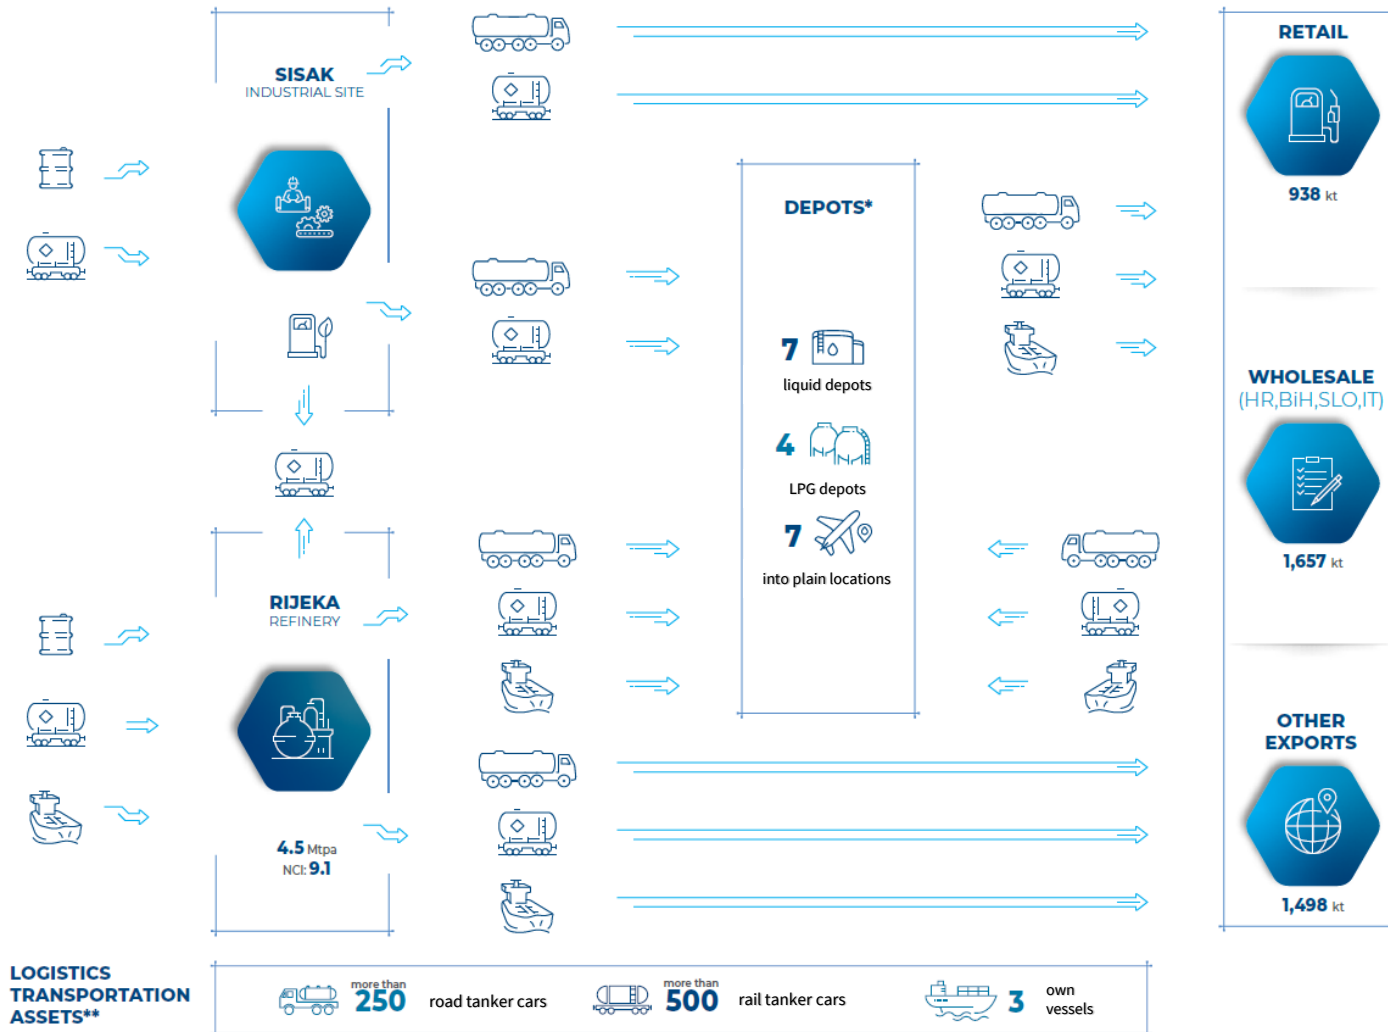 SISAK
INDUSTRIAL SITE
RIJEKA
REFINERY
4.5 Mtpa
NCI: 9.1
DEPOTS*
7
liquid depots
4
LPG depots
7
into plain locations
RETAIL
938 kt
WHOLESALE
(HR,BiH,SLO,IT)
1,657 kt
OTHER
EXPORTS
1,498 kt
LOGISTICS
TRANSPORTATION
ASSETS**
more than
250 road tanker cars
more than
500 rail tanker cars
3 own
vessels